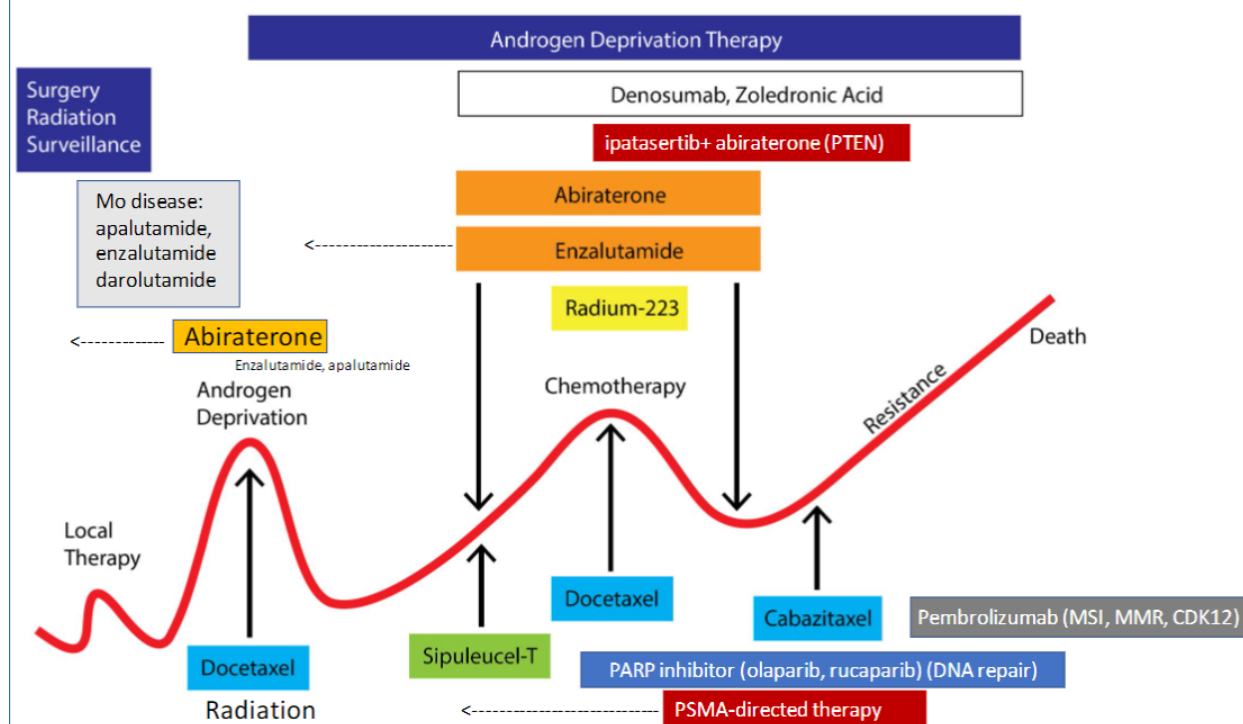 Androgen Deprivation Therapy
Surgery
Radiation
Surveillance
Denosumab, Zoledronic Acid
ipatasertib+ abiraterone (PTEN)
Mo disease:
apalutamide,
enzalutamide
darolutamide
Abiraterone
<--------------------
Enzalutamide
Radium-223
<-------------
Abiraterone
Enzalutamide, apalutamide
Androgen
Deprivation
Chemotherapy
Resistance
Death
Local
Therapy
Docetaxel
Radiation
Sipuleucel-T
Docetaxel
Cabazitaxel
Pembrolizumab (MSI, MMR, CDK12)
PARP inhibitor (olaparib, rucaparib) (DNA repair)
<---------------------------
PSMA-directed therapy